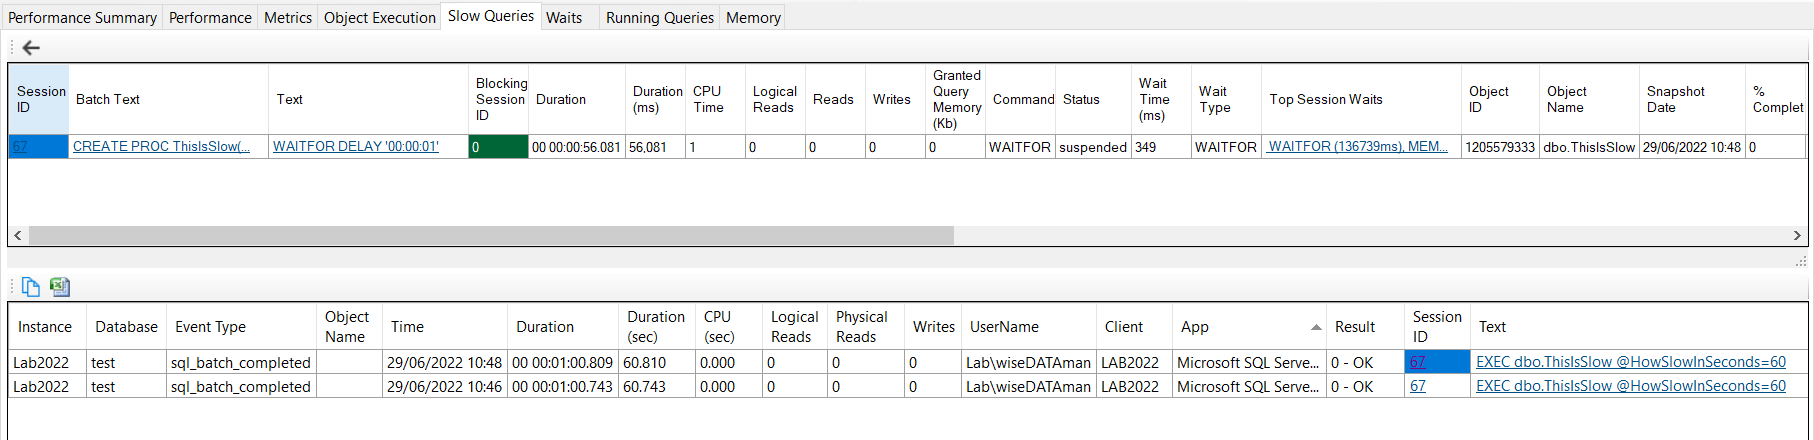 Performance Summary Performance Metrics Object Execution Slow Queries Waits Running Queries Memory
Session ID Batch Text Text Blocking Session ID Duration Duration (ms) CPU Time Logical Reads Reads Writes Granted Query Memory (Kb) Command Status Wait Time (ms) Wait Type Top Session Waits Object ID Object Name Snapshot Date % Complet
67 CREATE PROC ThisIsSlow(... WAITFOR DELAY '00:00:01' 0 00 00:00:56.081 56,081 1 0 0 0 0 WAITFOR suspended 349 WAITFOR WAITFOR (136739ms), MEM... 1205579333 dbo.ThisIsSlow 29/06/2022 10:48 0
Instance Database Event Type Object Name Time Duration Duration (sec) CPU (sec) Logical Reads Physical Reads Writes UserName Client App Result Session ID Text
Lab2022 test sql_batch_completed 29/06/2022 10:48 00 00:01:00.809 60.810 0.000 0 0 0 Lab\wiseDATAman LAB2022 Microsoft SQL Serve... 0 - OK 67 EXEC dbo.ThisIsSlow @HowSlowInSeconds=60
Lab2022 test sql_batch_completed 29/06/2022 10:46 00 00:01:00.743 60.743 0.000 0 0 0 Lab\wiseDATAman LAB2022 Microsoft SQL Serve... 0 - OK 67 EXEC dbo.ThisIsSlow @HowSlowInSeconds=60